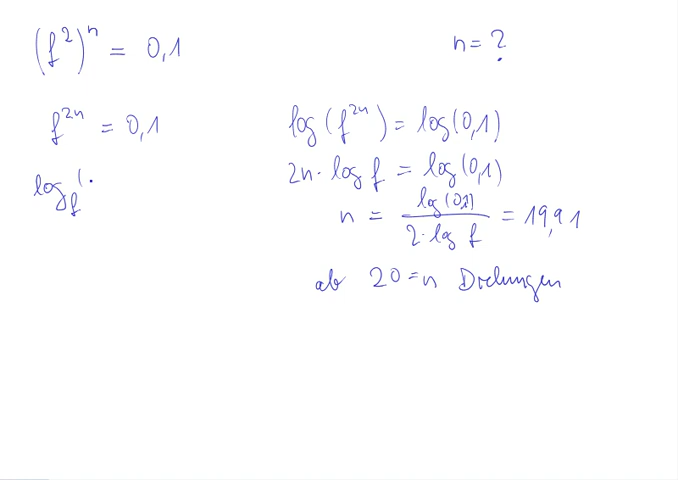 (f²)ⁿ = 0,1
n = ?
f²ⁿ = 0,1
log_f(.
log(f²ⁿ) = log(0,1)
2n · log f = log(0,1)
n = log(0,1) / (2 · log f) = 19,91
ab 20 = n Drehungen